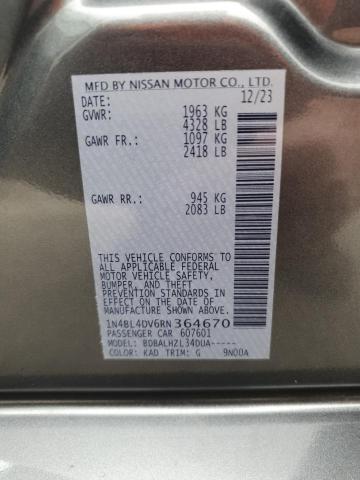 MFD BY NISSAN MOTOR CO., LTD.
DATE: 12/23
GVWR: 1963 KG
4328 LB
GAWR FR.: 1097 KG
2418 LB
GAWR RR.: 945 KG
2083 LB
THIS VEHICLE CONFORMS TO ALL
APPLICABLE FEDERAL MOTOR
VEHICLE SAFETY,
BUMPER, AND THEFT
PREVENTION STANDARDS IN
EFFECT ON THE DATE OF
MANUFACTURE SHOWN ABOVE.
1N4BL4DV6RN364670
PASSENGER CAR 607601
MODEL: BDBALHZL34DUA-----
COLOR: KAD TRIM: G 9N00A